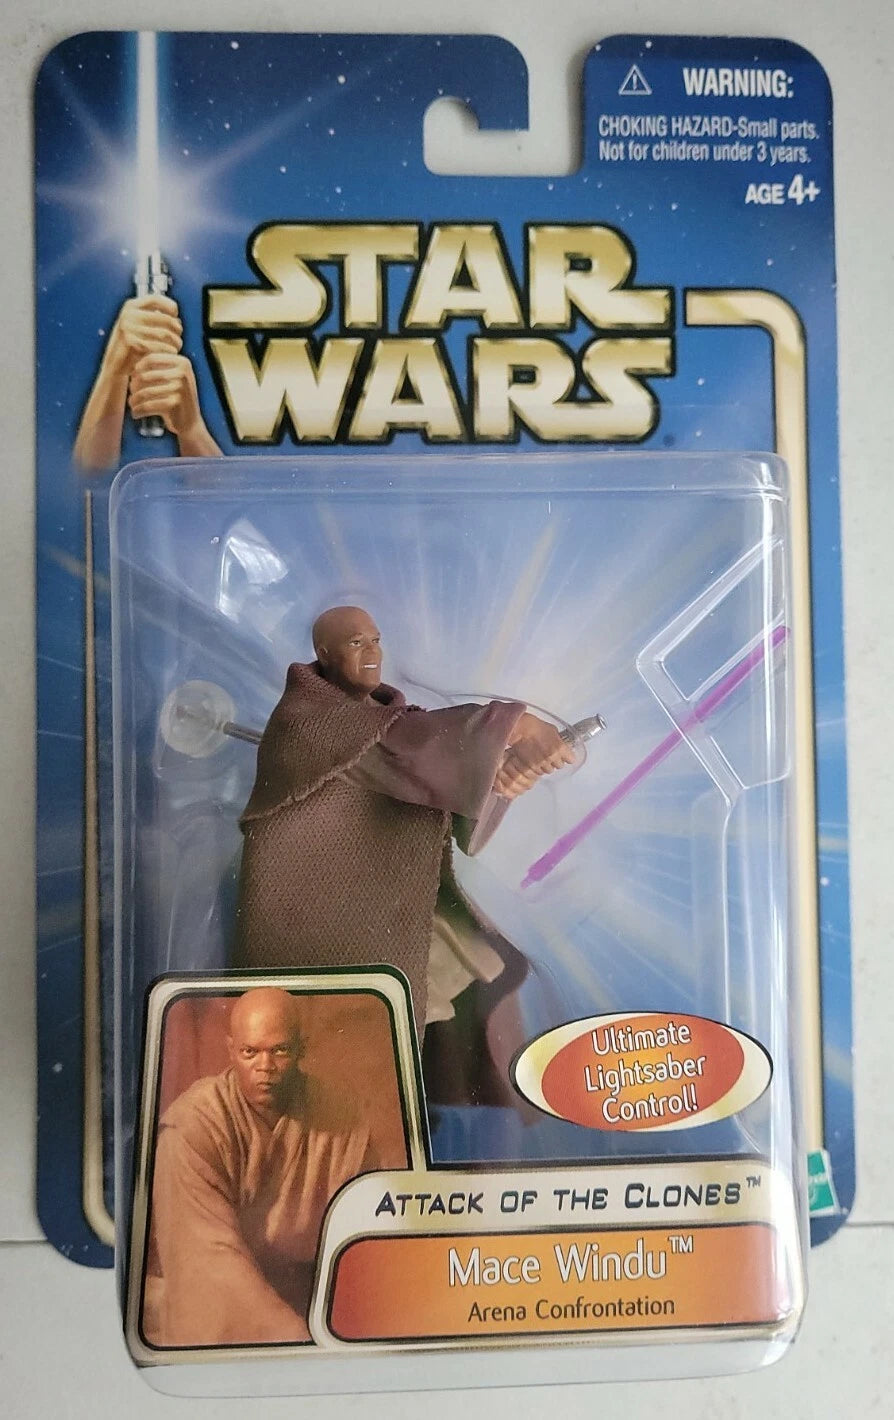 WARNING:
CHOKING HAZARD-Small parts.
Not for children under 3 years.
AGE 4+
STAR
WARS
Ultimate
Lightsaber
Control!
ATTACK OF THE CLONES™
Mace Windu™
Arena Confrontation